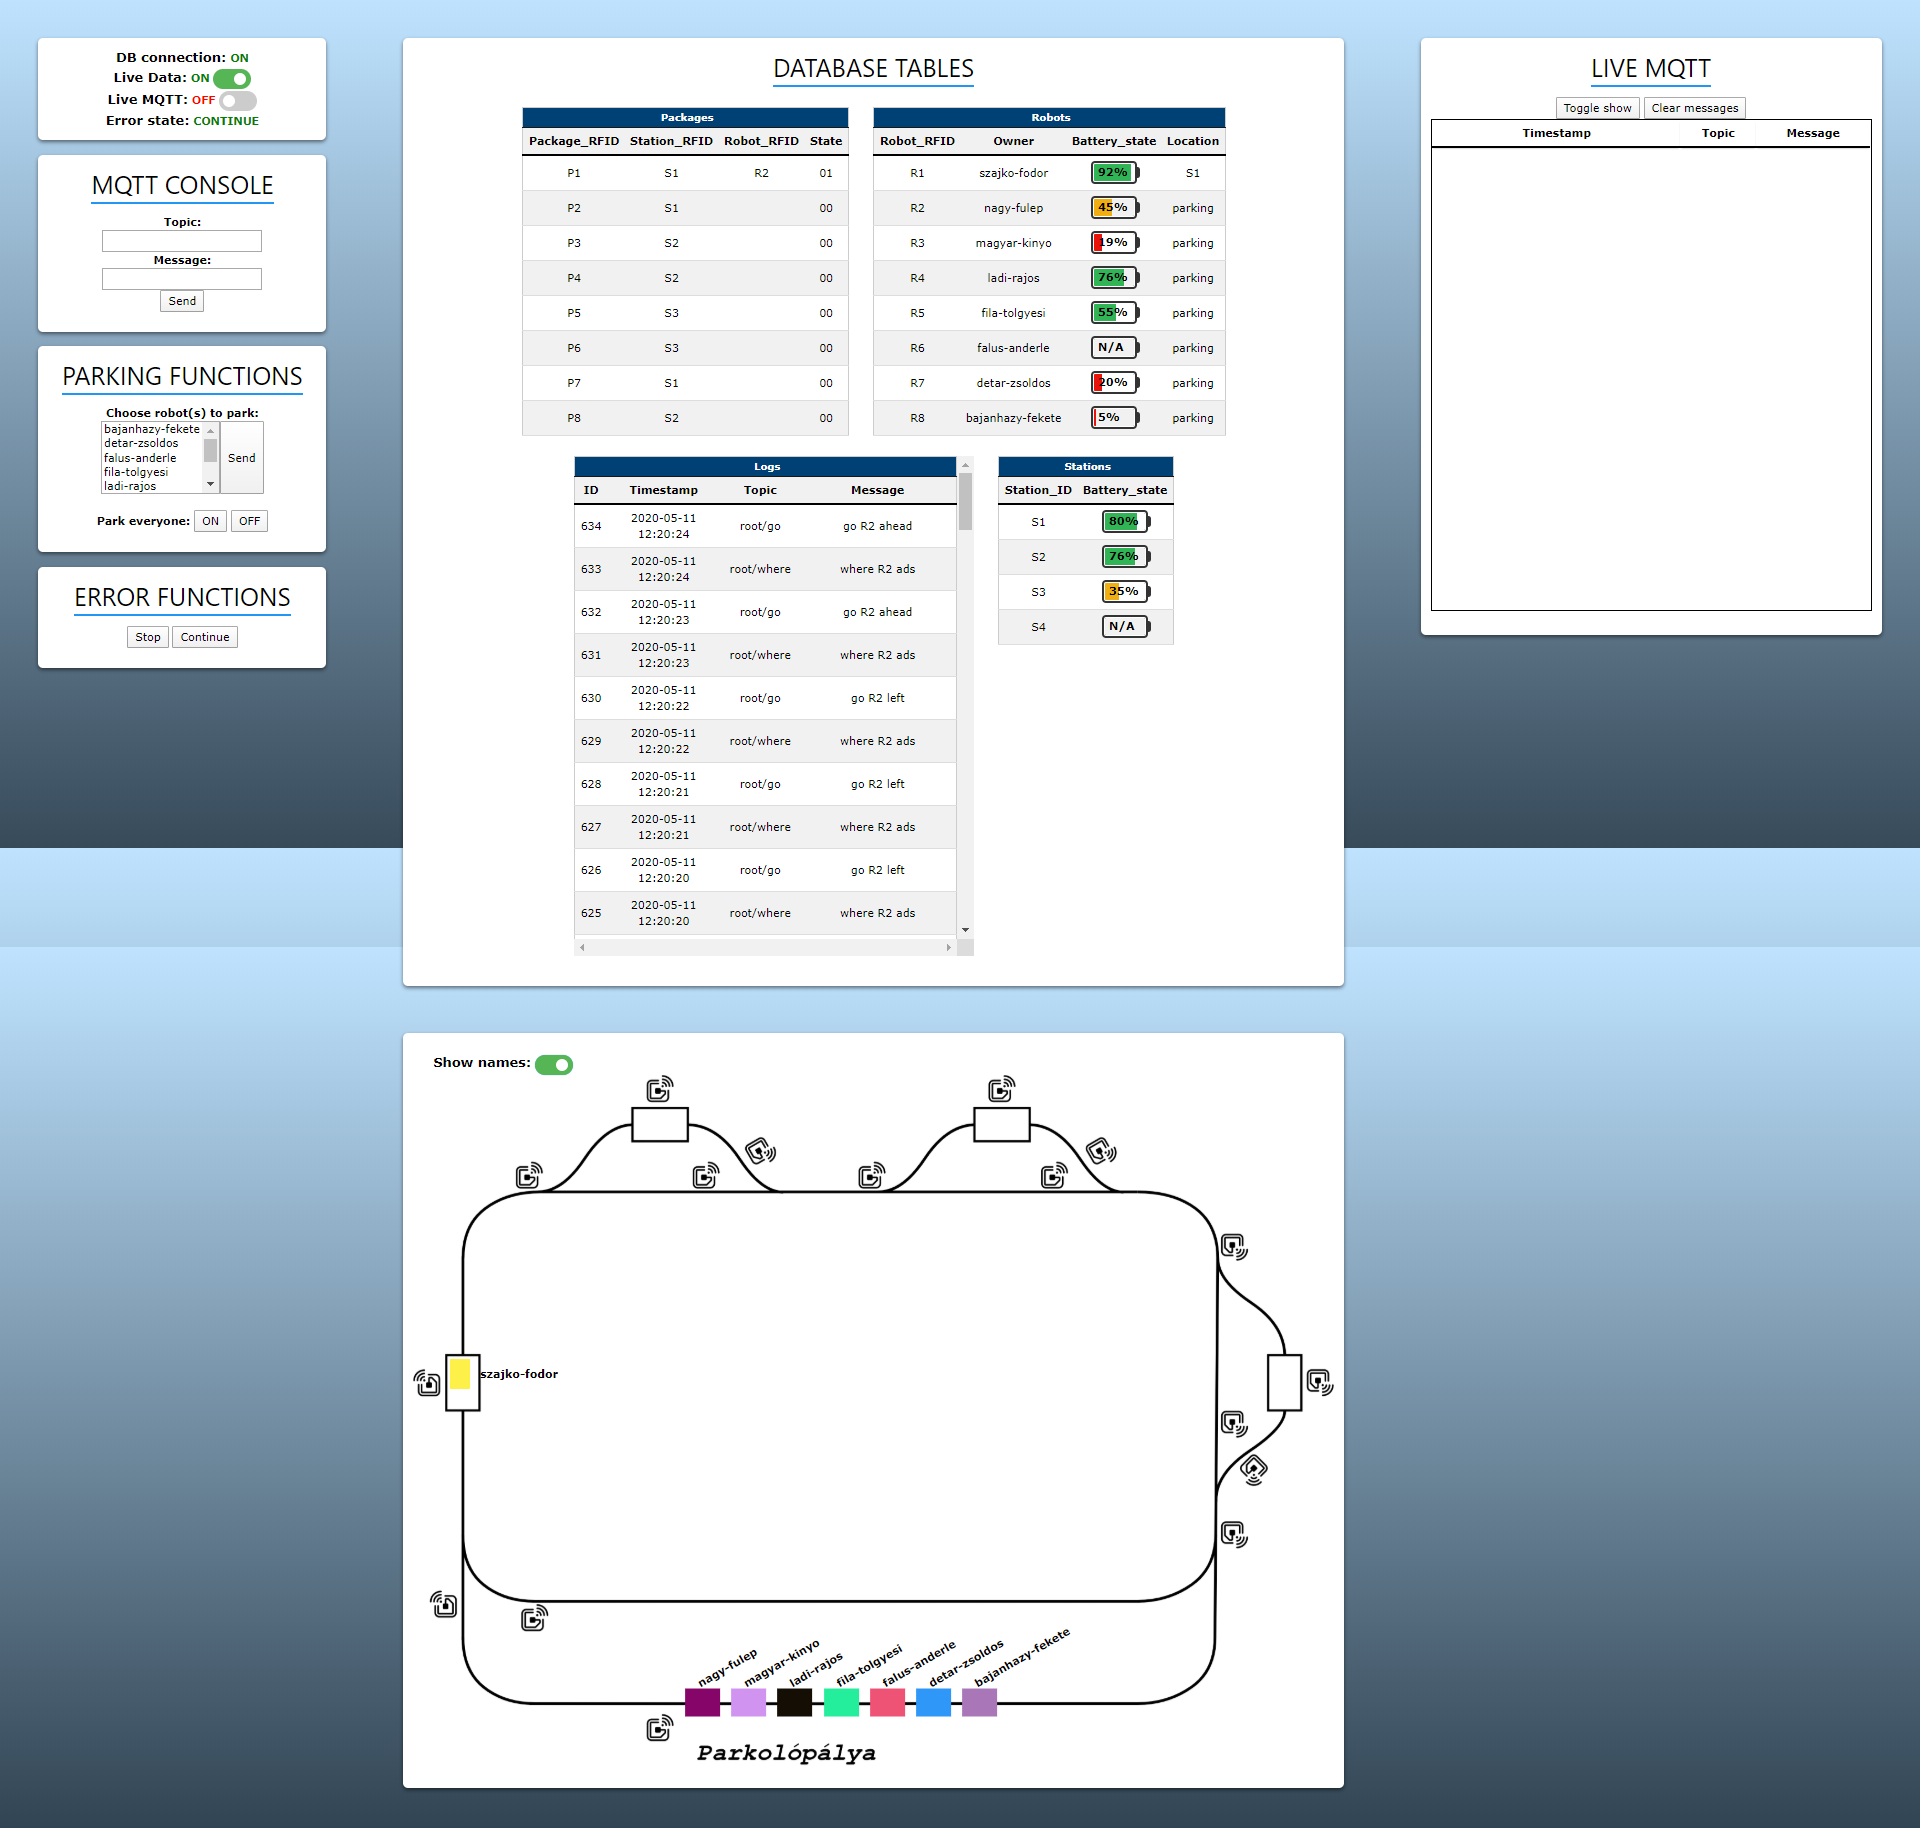 DB connection: ON
Live Data: ON
Live MQTT: OFF
Error state: CONTINUE
MQTT CONSOLE
Topic:
Message:
Send
PARKING FUNCTIONS
Choose robot(s) to park:
bajanhazy-fekete
detar-zsoldos
falus-anderle
fila-tolgyesi
ladi-rajos
Send
Park everyone: ON OFF
ERROR FUNCTIONS
Stop Continue
DATABASE TABLES
Packages
Package_RFID Station_RFID Robot_RFID State
P1 S1 R2 01
P2 S1 00
P3 S2 00
P4 S2 00
P5 S3 00
P6 S3 00
P7 S1 00
P8 S2 00
Robots
Robot_RFID Owner Battery_state Location
R1 szajko-fodor 92% S1
R2 nagy-fulep 45% parking
R3 magyar-kinyo 19% parking
R4 ladi-rajos 76% parking
R5 fila-tolgyesi 55% parking
R6 falus-anderle N/A parking
R7 detar-zsoldos 20% parking
R8 bajanhazy-fekete 5% parking
Logs
ID Timestamp Topic Message
634 2020-05-11 12:20:24 root/go go R2 ahead
633 2020-05-11 12:20:24 root/where where R2 ads
632 2020-05-11 12:20:23 root/go go R2 ahead
631 2020-05-11 12:20:23 root/where where R2 ads
630 2020-05-11 12:20:22 root/go go R2 left
629 2020-05-11 12:20:22 root/where where R2 ads
628 2020-05-11 12:20:21 root/go go R2 left
627 2020-05-11 12:20:21 root/where where R2 ads
626 2020-05-11 12:20:20 root/go go R2 left
625 2020-05-11 12:20:20 root/where where R2 ads
Stations
Station_ID Battery_state
S1 80%
S2 76%
S3 35%
S4 N/A
LIVE MQTT
Toggle show Clear messages
Timestamp Topic Message
Show names:
szajko-fodor
nagy-fulep
magyar-kinyo
ladi-rajos
fila-tolgyesi
falus-anderle
detar-zsoldos
bajanhazy-fekete
Parkolópálya